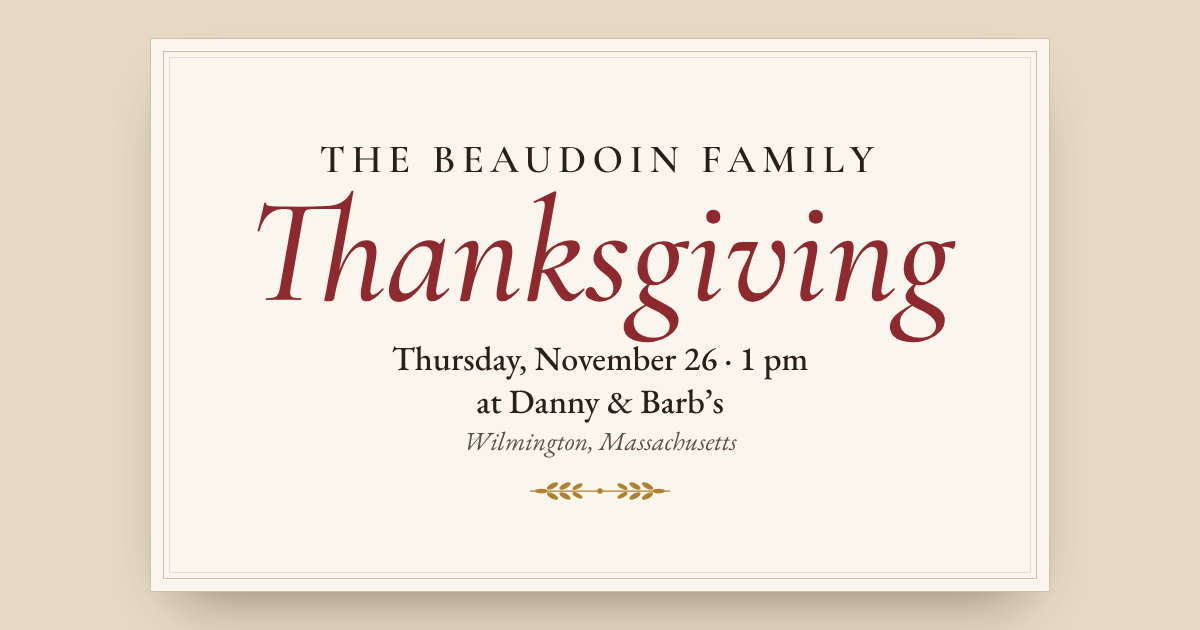 THE BEAUDOIN FAMILY
Thanksgiving
Thursday, November 26 · 1 pm
at Danny & Barb’s
Wilmington, Massachusetts